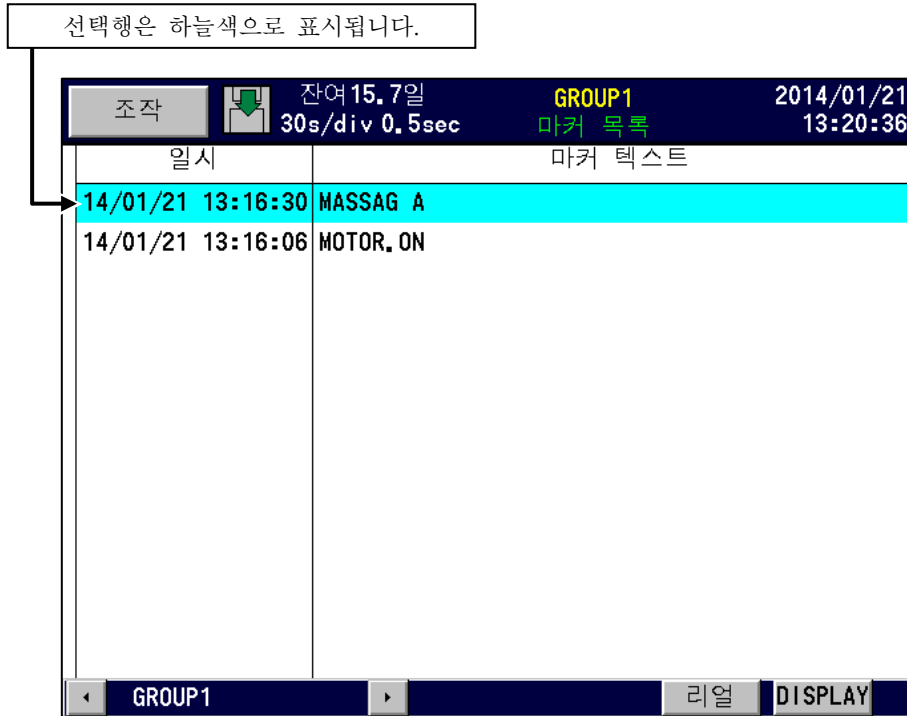 선택행은 하늘색으로 표시됩니다.
조작
잔여15.7일
30s/div 0.5sec
GROUP1
마커 목록
2014/01/21
13:20:36
일시 마커 텍스트
14/01/21 13:16:30 MASSAG A
14/01/21 13:16:06 MOTOR.ON
GROUP1 리얼 DISPLAY